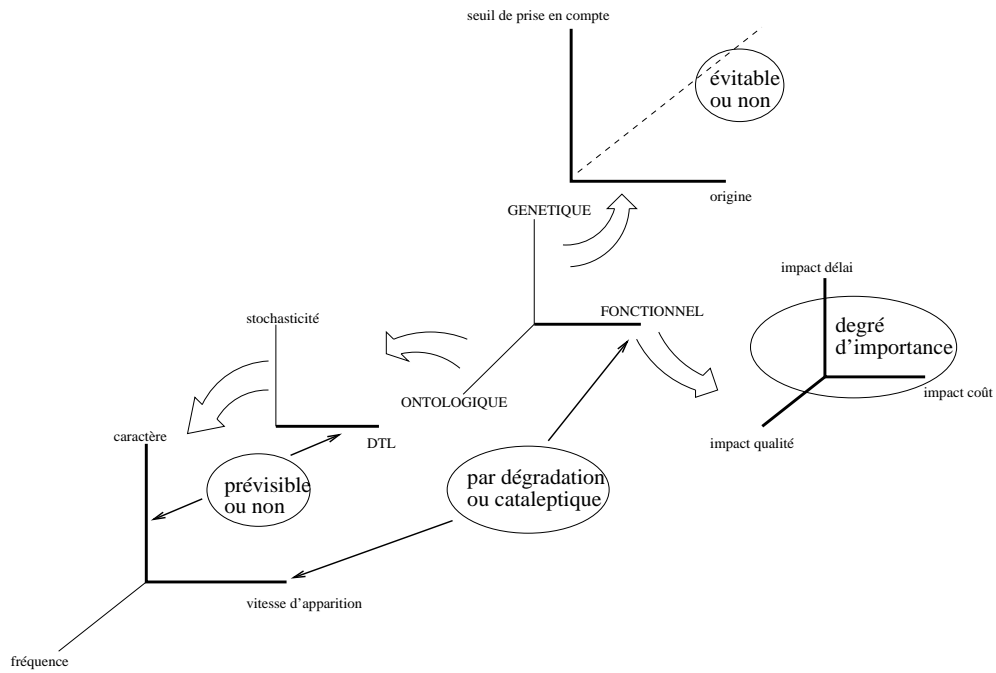 seuil de prise en compte
évitable
ou non
origine
GENETIQUE
impact délai
FONCTIONNEL
stochasticité
degré
d'importance
impact coût
ONTOLOGIQUE
caractère
DTL
impact qualité
prévisible
ou non
par dégradation
ou cataleptique
vitesse d'apparition
fréquence